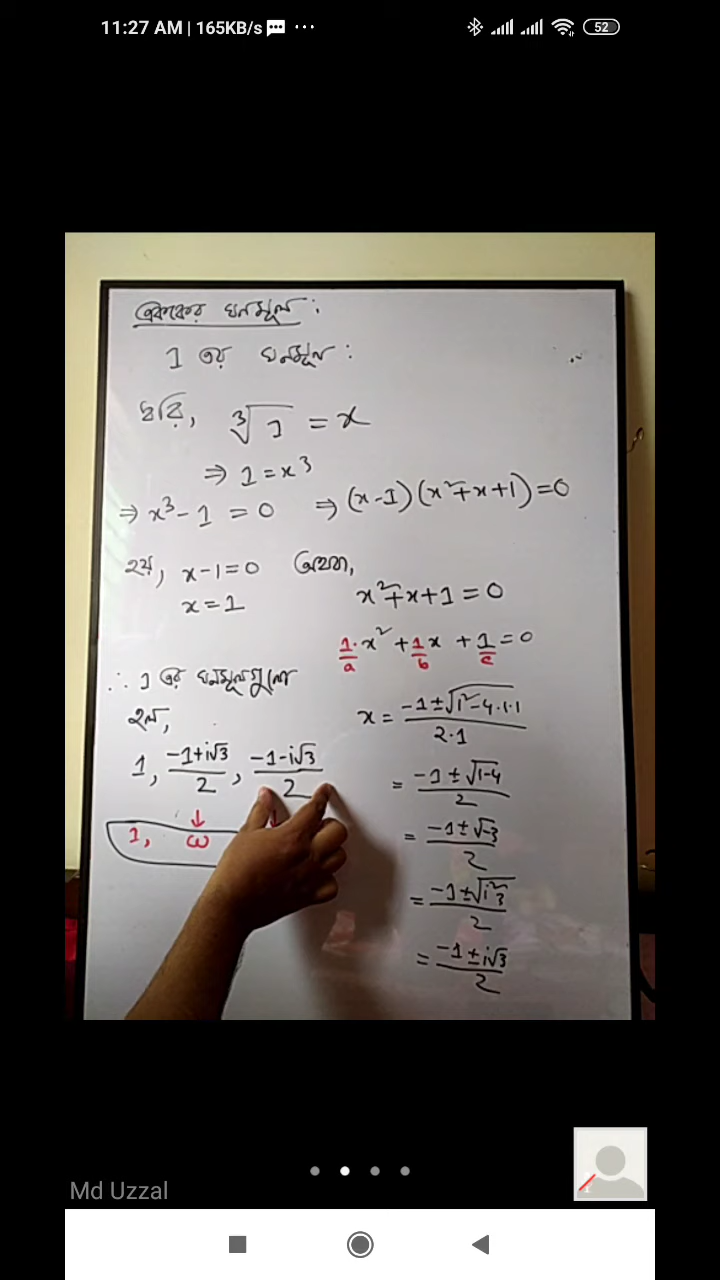 11:27 AM | 165KB/s ...
52
এককের ঘনমূল :
1 এর ঘনমূল :
ধরি, ∛1 = x
⇒ 1 = x³
⇒ x³ - 1 = 0 ⇒ (x-1)(x²+x+1)=0
হয়, x-1=0 অথবা,
x = 1
x²+x+1 = 0
1·x² + 1x + 1 = 0
a b c
∴ 1 এর ঘনমূলগুলো
হল,
1, (-1+i√3)/2, (-1-i√3)/2
1, ω
x = (-1±√(1²-4.1.1))/(2·1)
= (-1±√(1-4))/2
= (-1±√-3)/2
= (-1±√(i²3))/2
= (-1±i√3)/2
Md Uzzal